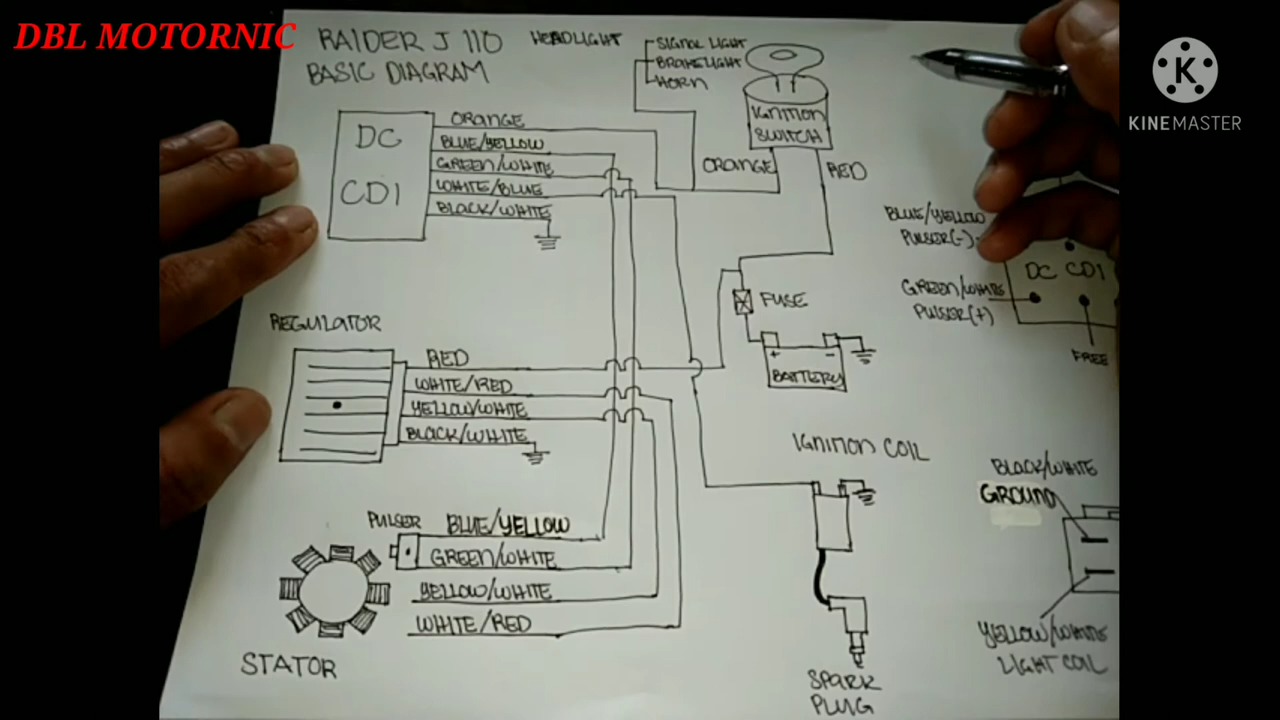 DBL MOTORNIC
RAIDER J 110
BASIC DIAGRAM
HEADLIGHT
SIGNAL LIGHT
BRAKELIGHT
HORN
IGNITION
SWITCH
K
KINEMASTER
DC
CDI
ORANGE
BLUE/YELLOW
GREEN/WHITE
WHITE/BLUE
BLACK/WHITE
ORANGE
RED
BLUE/YELLOW
PULSER(-)
DC CDI
GREEN/WHITE
PULSER(+)
FREE
FUSE
+ -
BATTERY
REGULATOR
RED
WHITE/RED
YELLOW/WHITE
BLACK/WHITE
IGNITION COIL
BLACK/WHITE
GROUND
PULSER
BLUE/YELLOW
GREEN/WHITE
YELLOW/WHITE
WHITE/RED
STATOR
SPARK
PLUG
YELLOW/WHITE
LIGHT COIL